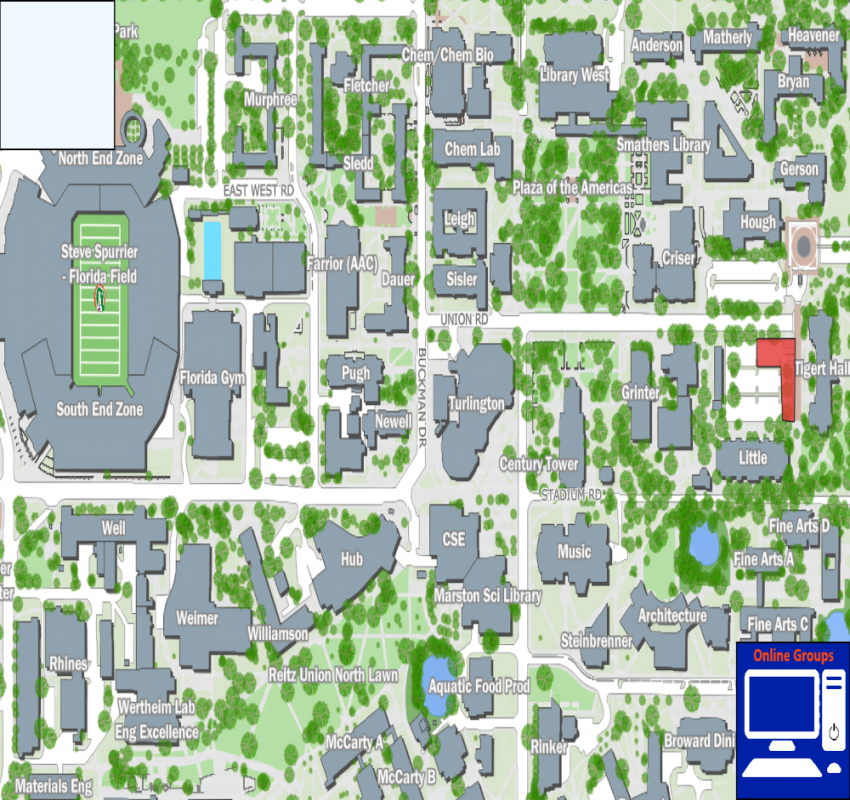 Park
Chem/Chem Bio
Anderson
Matherly
Heavener
Library West
Bryan
Murphree
Fletcher
Chem Lab
Smathers Library
North End Zone
Sledd
Gerson
EAST WEST RD
Plaza of the Americas
Leigh
Hough
Steve Spurrier
- Florida Field
Farrior (AAC)
Dauer
Sisler
Criser
UNION RD
BUCKMAN DR
Florida Gym
Pugh
Tigert Hall
Grinter
South End Zone
Turlington
Newell
Century Tower
Little
STADIUM RD
Weil
CSE
Music
Fine Arts D
Hub
Fine Arts A
Marston Sci Library
Weimer
Williamson
Architecture
Fine Arts C
Steinbrenner
Rhines
Online Groups
Reitz Union North Lawn
Aquatic Food Prod
Wertheim Lab
Eng Excellence
McCarty A
Rinker
Broward Dini
McCarty B
Materials Eng